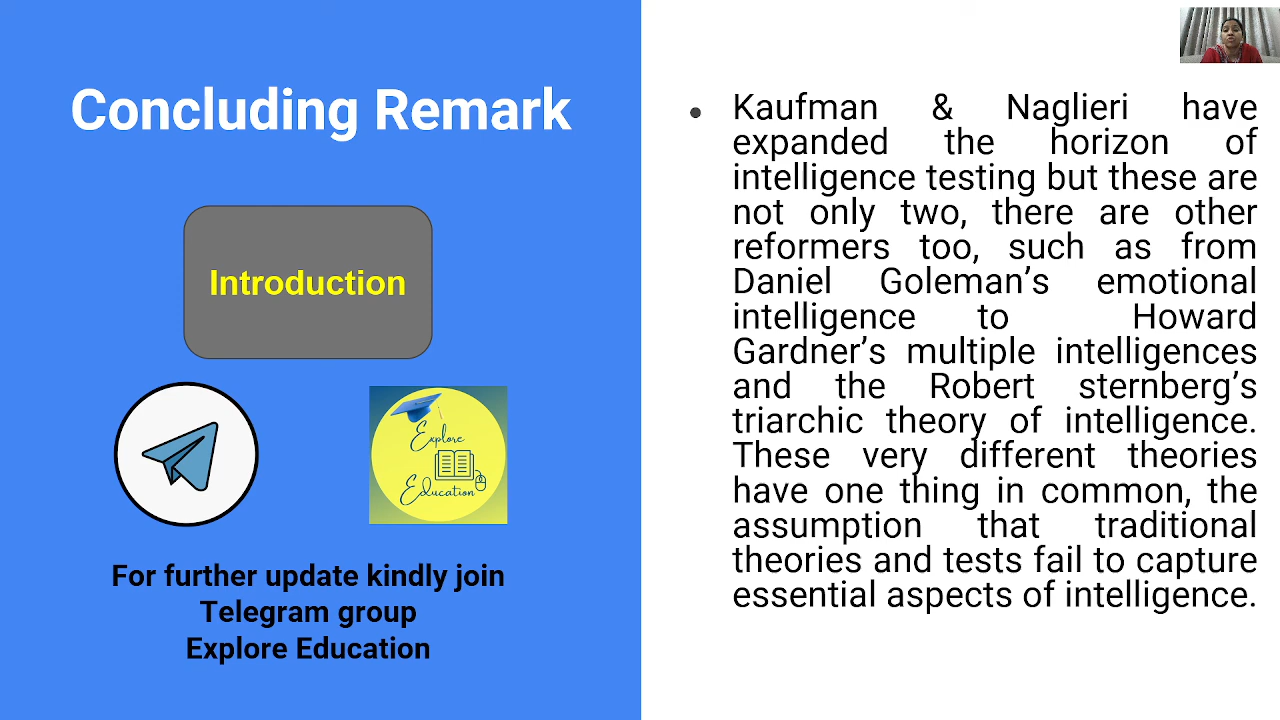 Concluding Remark
Introduction
Explore
Education
For further update kindly join
Telegram group
Explore Education
• Kaufman & Naglieri have
expanded the horizon of
intelligence testing but these are
not only two, there are other
reformers too, such as from
Daniel Goleman’s emotional
intelligence to Howard
Gardner’s multiple intelligences
and the Robert sternberg’s
triarchic theory of intelligence.
These very different theories
have one thing in common, the
assumption that traditional
theories and tests fail to capture
essential aspects of intelligence.